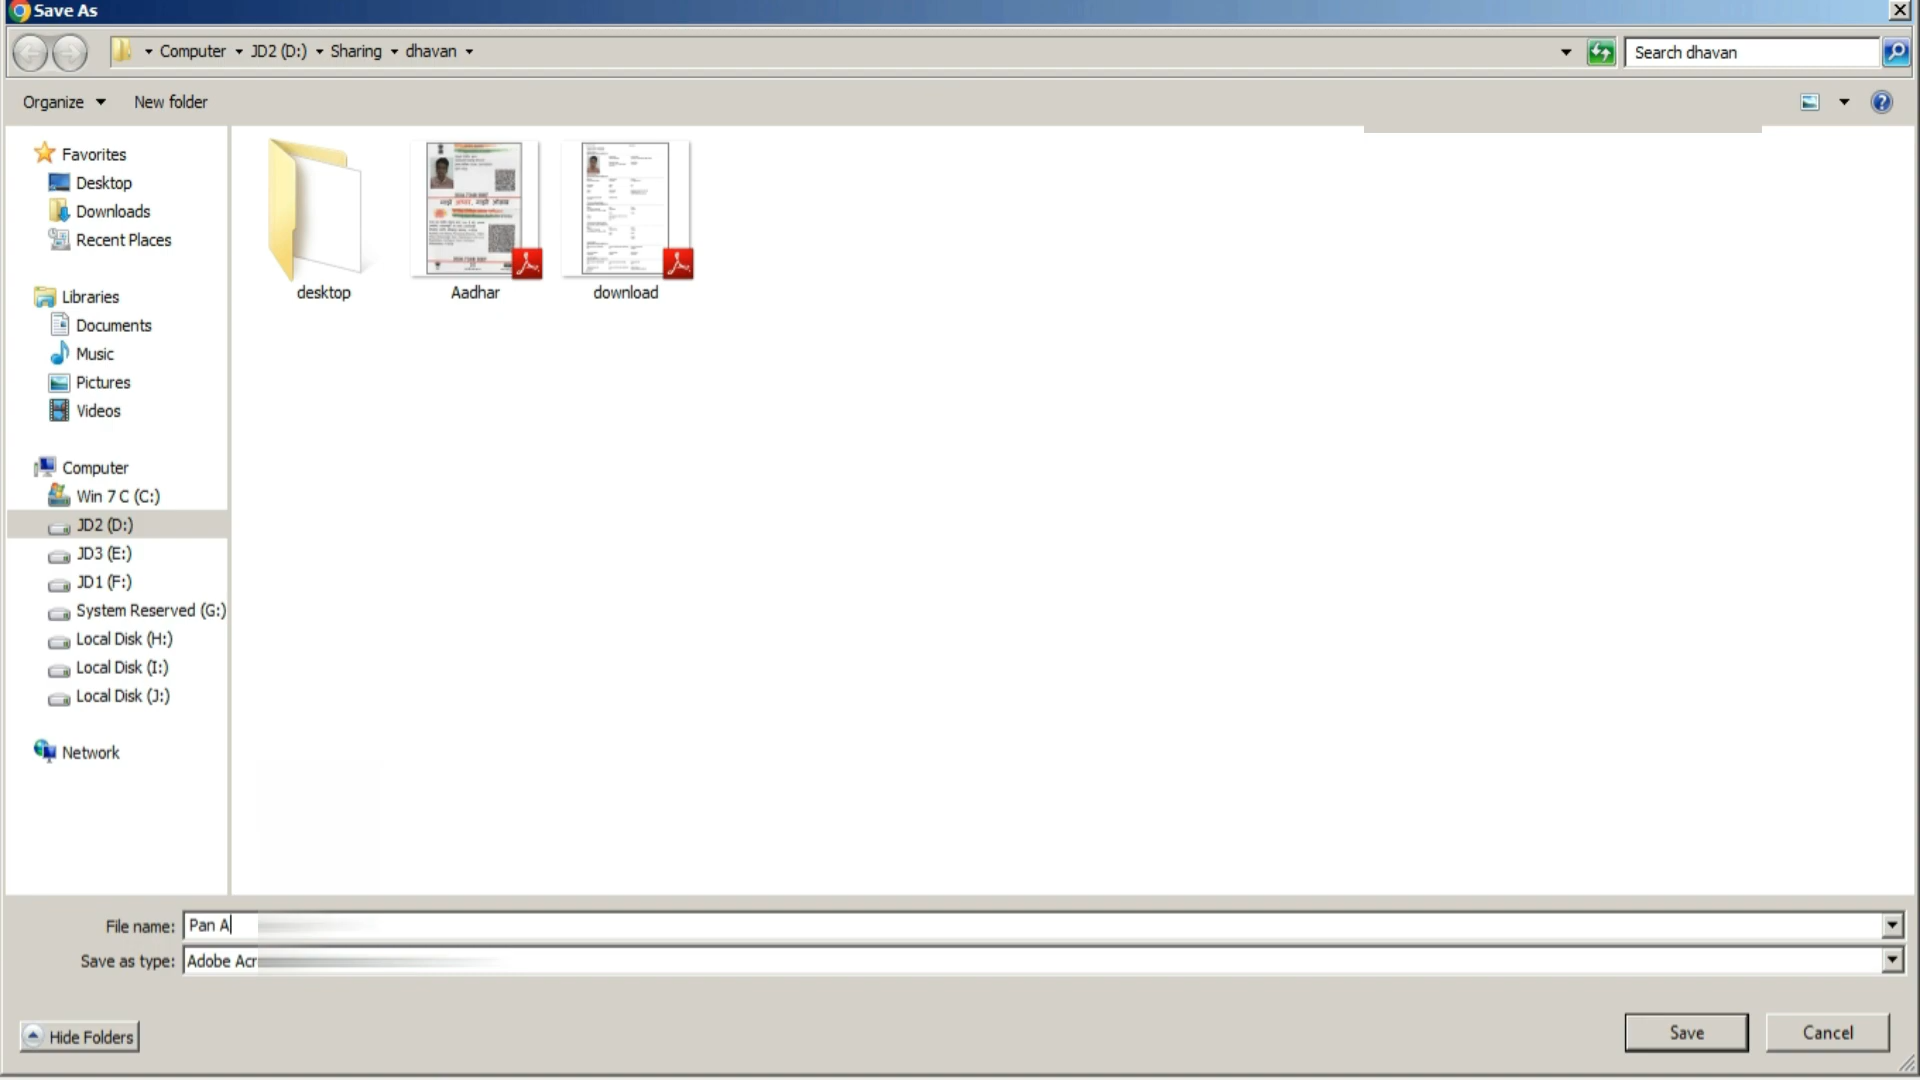 Save As
Computer JD2 (D:) Sharing dhavan
Search dhavan
Organize New folder
Favorites
Desktop
Downloads
Recent Places
Libraries
Documents
Music
Pictures
Videos
Computer
Win 7 C (C:)
JD2 (D:)
JD3 (E:)
JD1 (F:)
System Reserved (G:)
Local Disk (H:)
Local Disk (I:)
Local Disk (J:)
Network
desktop
Aadhar
download
File name: Pan A
Save as type: Adobe Acr
Hide Folders
Save
Cancel